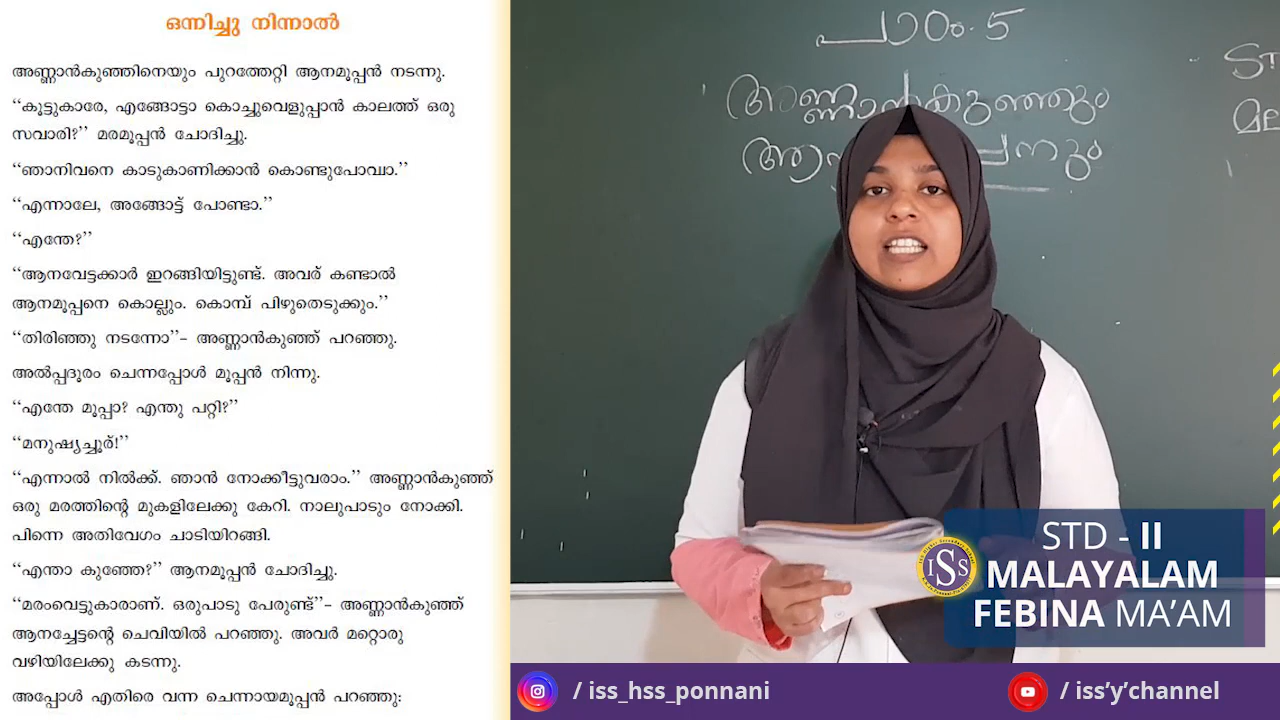 ഒന്നിച്ചു നിന്നാൽ
അണ്ണാൻകുഞ്ഞിനെയും പുറത്തേറ്റി ആനമൂപ്പൻ നടന്നു.
‘‘കൂട്ടുകാരേ, എങ്ങോട്ടാ കൊച്ചുവെളുപ്പാൻ കാലത്ത് ഒരു
സവാരി?’’ മരമൂപ്പൻ ചോദിച്ചു.
‘‘ഞാനിവനെ കാടുകാണിക്കാൻ കൊണ്ടുപോവ്വാ.’’
‘‘എന്നാലേ, അങ്ങോട്ട് പോണ്ടാ.’’
‘‘എന്തേ?’’
‘‘ആനവേട്ടക്കാർ ഇറങ്ങിയിട്ടുണ്ട്. അവര് കണ്ടാൽ
ആനമൂപ്പനെ കൊല്ലും. കൊമ്പ് പിഴുതെടുക്കും.’’
‘‘തിരിഞ്ഞു നടന്നോ’’– അണ്ണാൻകുഞ്ഞ് പറഞ്ഞു.
അൽപ്പദൂരം ചെന്നപ്പോൾ മൂപ്പൻ നിന്നു.
‘‘എന്തേ മൂപ്പാ? എന്തു പറ്റി?’’
‘‘മനുഷ്യച്ചൂര്!’’
‘‘എന്നാൽ നിൽക്ക്. ഞാൻ നോക്കീട്ടുവരാം.’’ അണ്ണാൻകുഞ്ഞ്
ഒരു മരത്തിന്റെ മുകളിലേക്കു കേറി. നാലുപാടും നോക്കി.
പിന്നെ അതിവേഗം ചാടിയിറങ്ങി.
‘‘എന്താ കുഞ്ഞേ?’’ ആനമൂപ്പൻ ചോദിച്ചു.
‘‘മരംവെട്ടുകാരാണ്. ഒരുപാടു പേരുണ്ട്’’– അണ്ണാൻകുഞ്ഞ്
ആനച്ചേട്ടന്റെ ചെവിയിൽ പറഞ്ഞു. അവർ മറ്റൊരു
വഴിയിലേക്കു കടന്നു.
അപ്പോൾ എതിരെ വന്ന ചെന്നായമൂപ്പൻ പറഞ്ഞു:
പാഠം.5
അണ്ണാൻകുഞ്ഞും
STD - II
MALAYALAM
FEBINA MA’AM
ISS
/ iss_hss_ponnani
/ iss’y’channel